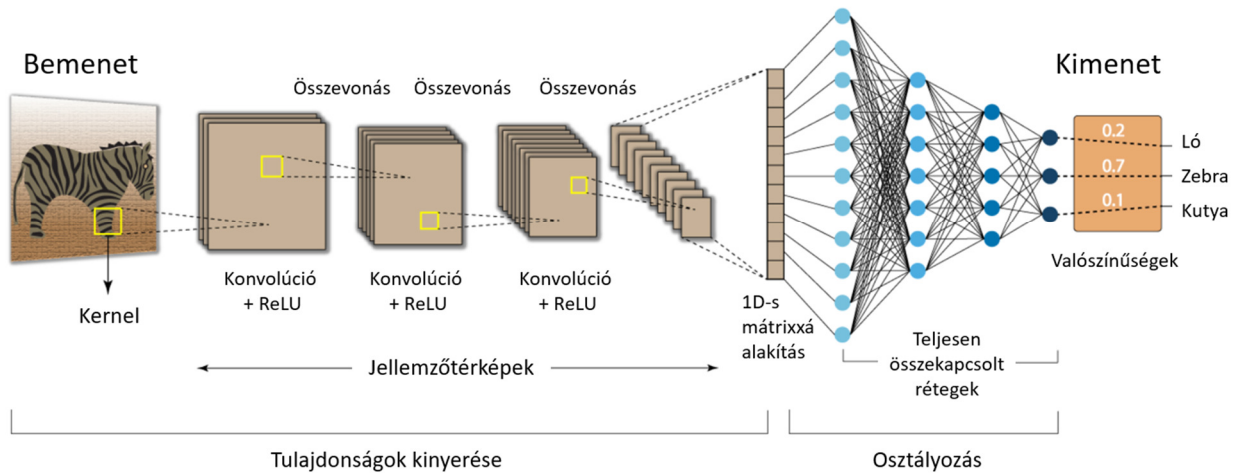 Bemenet
Kernel
Összevonás
Összevonás
Összevonás
Konvolúció
+ ReLU
Konvolúció
+ ReLU
Konvolúció
+ ReLU
Jellemzőtérképek
1D-s
mátrixxá
alakítás
Teljesen
összekapcsolt
rétegek
Kimenet
0.2
Ló
0.7
Zebra
0.1
Kutya
Valószínűségek
Tulajdonságok kinyerése
Osztályozás